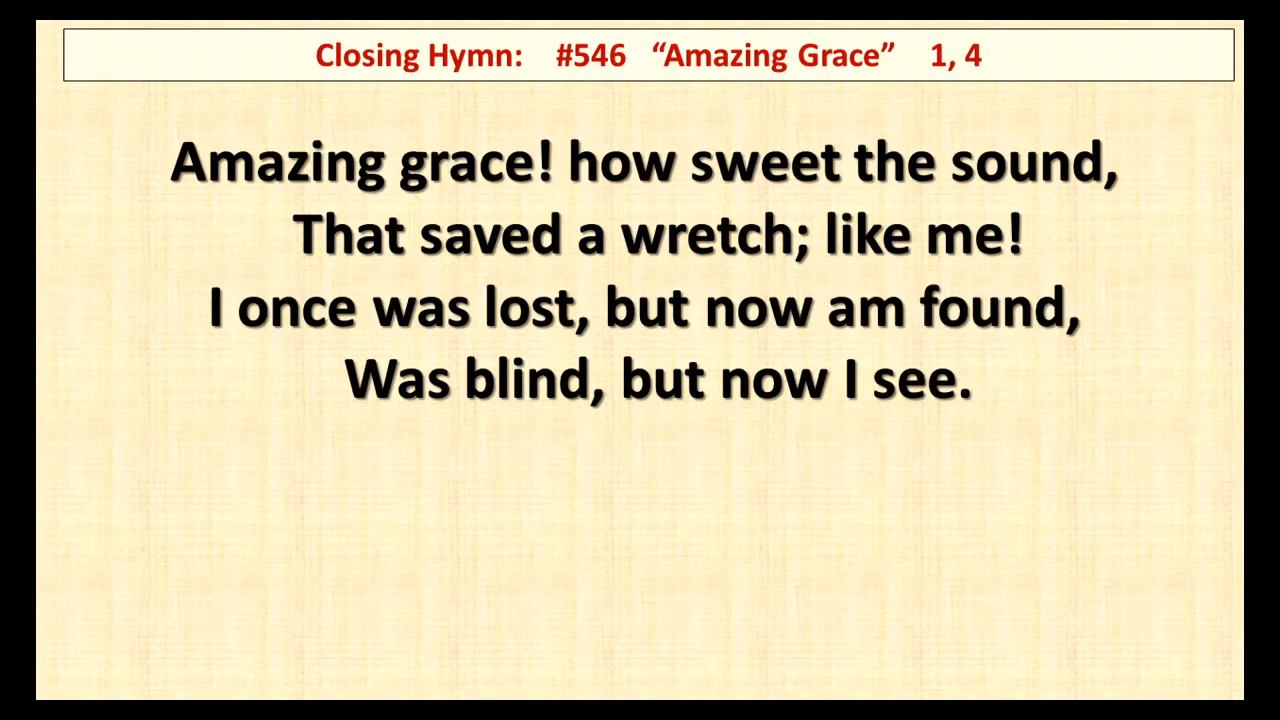 Closing Hymn: #546 “Amazing Grace” 1, 4
Amazing grace! how sweet the sound,
That saved a wretch; like me!
I once was lost, but now am found,
Was blind, but now I see.